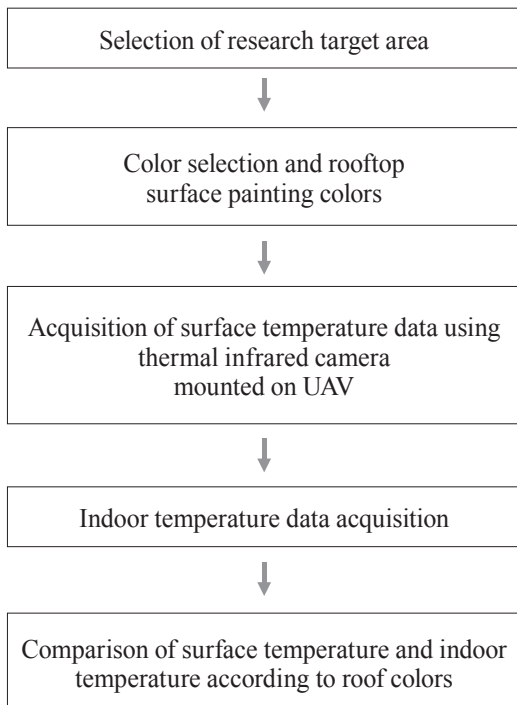 Selection of research target area
Color selection and rooftop
surface painting colors
Acquisition of surface temperature data using
thermal infrared camera
mounted on UAV
Indoor temperature data acquisition
Comparison of surface temperature and indoor
temperature according to roof colors